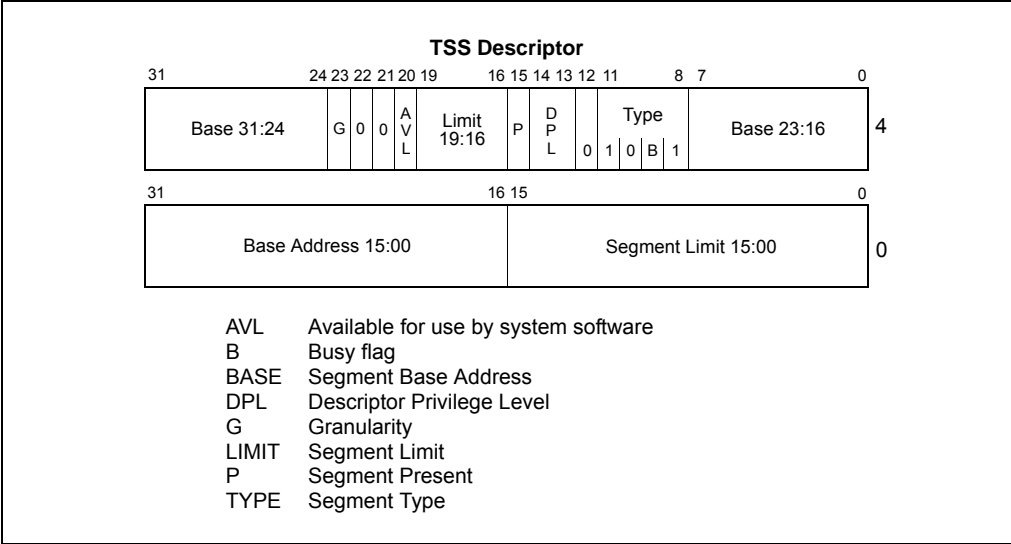 TSS Descriptor
31 24 23 22 21 20 19 16 15 14 13 12 11 8 7 0
Base 31:24 G 0 0 AVL Limit 19:16 P DPL 0 Type 1 0 B 1 Base 23:16 4
31 16 15 0
Base Address 15:00 Segment Limit 15:00 0
AVL Available for use by system software
B Busy flag
BASE Segment Base Address
DPL Descriptor Privilege Level
G Granularity
LIMIT Segment Limit
P Segment Present
TYPE Segment Type